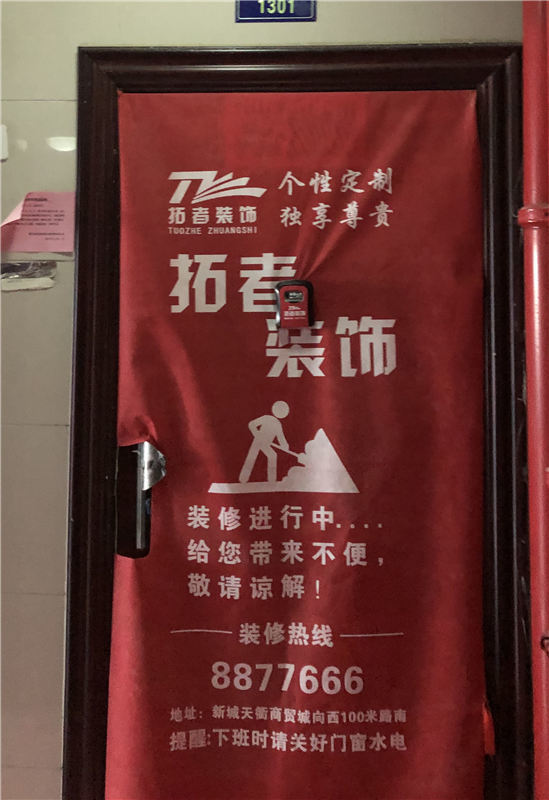 1301
个性定制
拓者装饰
TUOZHE ZHUANGSHI
独享尊贵
拓者
装饰
装修进行中....
给您带来不便，
敬请谅解！
装修热线
8877666
地址：新城天衢商贸城向西100米路南
提醒:下班时请关好门窗水电